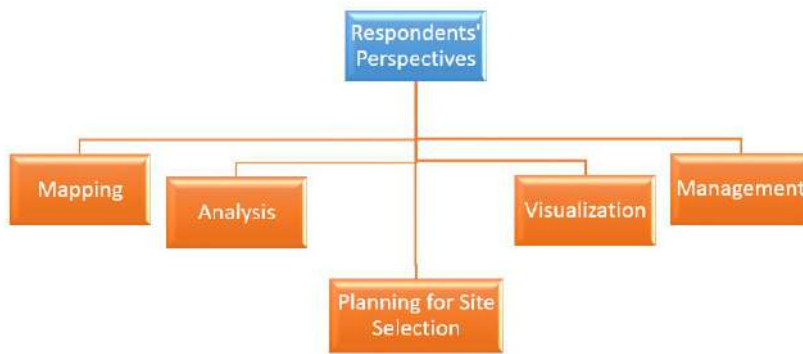 Respondents'
Perspectives
Mapping
Analysis
Visualization
Management
Planning for Site
Selection